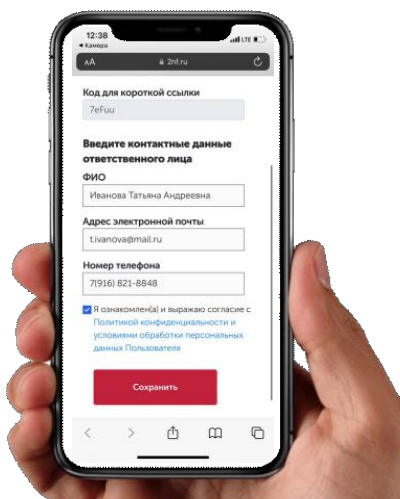 12:38
LTE
◄ Камера
AA 2nf.ru
Код для короткой ссылки
7eFuu
Введите контактные данные
ответственного лица
ФИО
Иванова Татьяна Андреевна
Адрес электронной почты
t.ivanova@mail.ru
Номер телефона
7(916) 821-8848
Я ознакомлен(а) и выражаю согласие с
Политикой конфиденциальности и
условиями обработки персональных
данных Пользователя
Сохранить